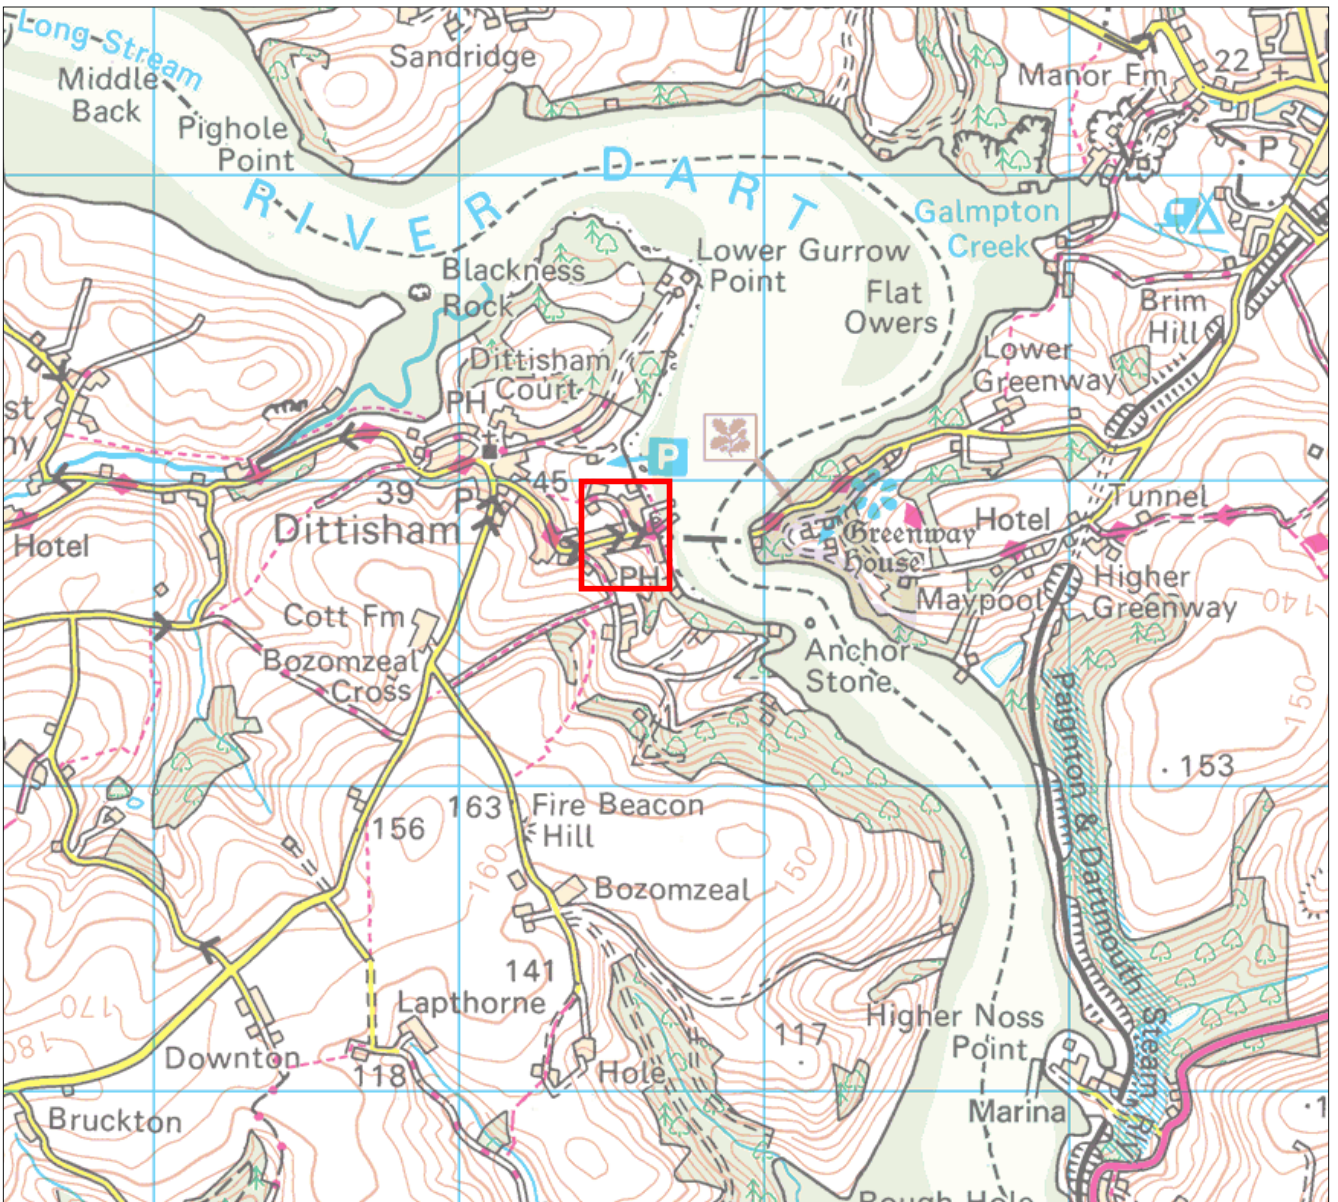 Long Stream
Middle
Back
Pighole
Point
Sandridge
Manor Fm
22
P
RIVER DART
Galmpton
Creek
Blackness
Rock
Lower Gurrow
Point
Flat
Owers
Brim
Hill
Lower
Greenway
Dittisham
Court
PH
P
45
39
P
Dittisham
Hotel
PH
Greenway
House
Hotel
Tunnel
Maypool
Higher
Greenway
140
Cott Fm
Bozomzeal
Cross
Anchor
Stone
150
153
Paignton & Dartmouth Steam Rly
163
Fire Beacon
Hill
156
160
150
Bozomzeal
141
170
180
Lapthorne
117
Higher Noss
Point
Downton
118
Hole
Marina
Bruckton
Rough Hole